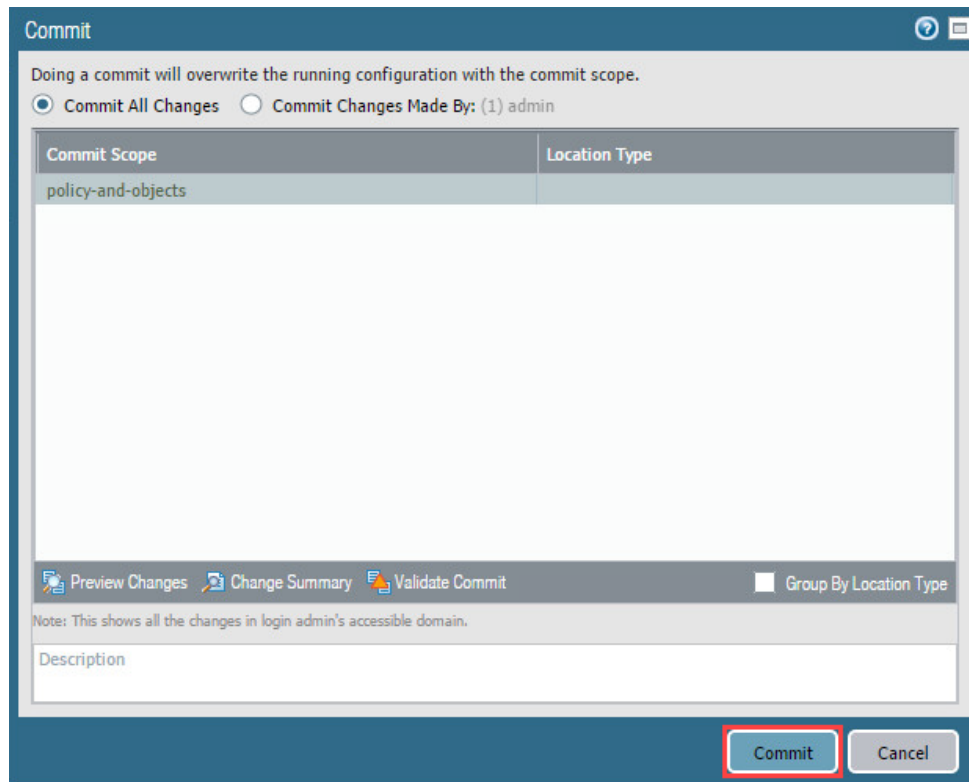 Commit
Doing a commit will overwrite the running configuration with the commit scope.
Commit All Changes Commit Changes Made By: (1) admin
Commit Scope Location Type
policy-and-objects
Preview Changes Change Summary Validate Commit Group By Location Type
Note: This shows all the changes in login admin's accessible domain.
Description
Commit Cancel